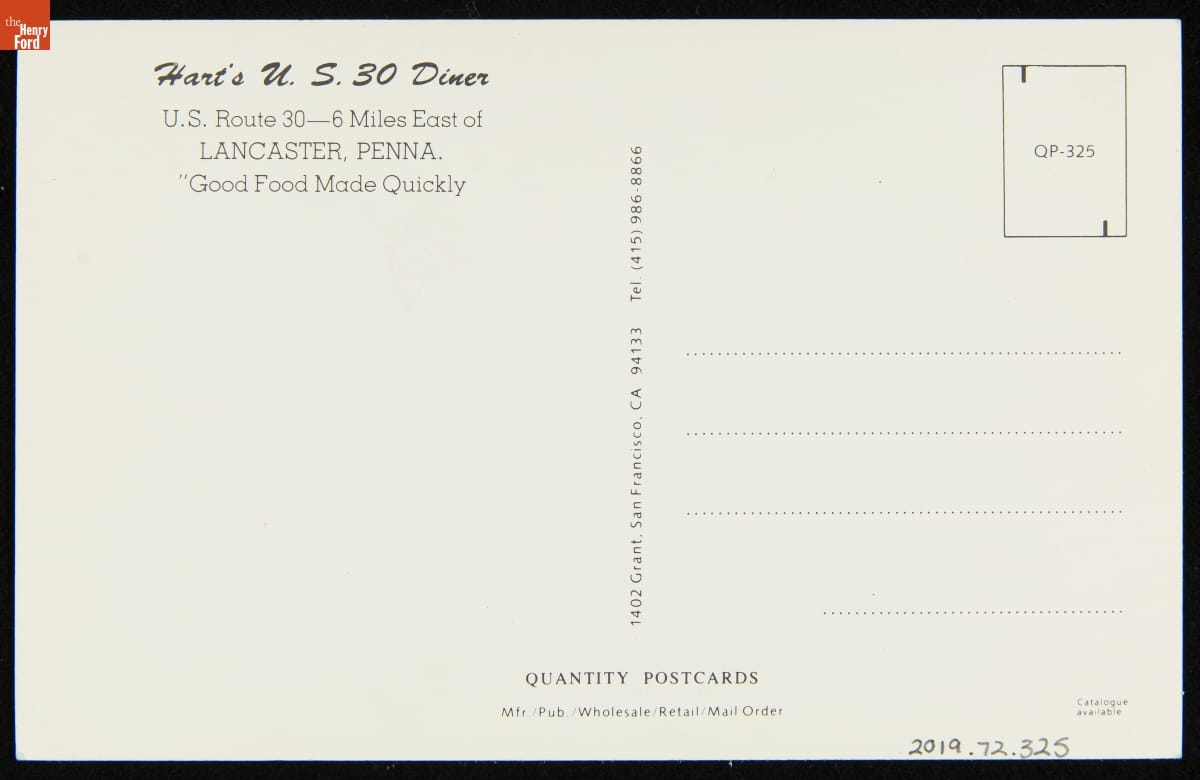 the
Henry
Ford
Hart's U. S. 30 Diner
U.S. Route 30—6 Miles East of
LANCASTER, PENNA.
"Good Food Made Quickly
QP-325
1402 Grant, San Francisco, CA 94133 Tel. (415) 986-8866
QUANTITY POSTCARDS
Mfr./Pub./Wholesale/Retail/Mail Order
Catalogue
available
2019.72.325